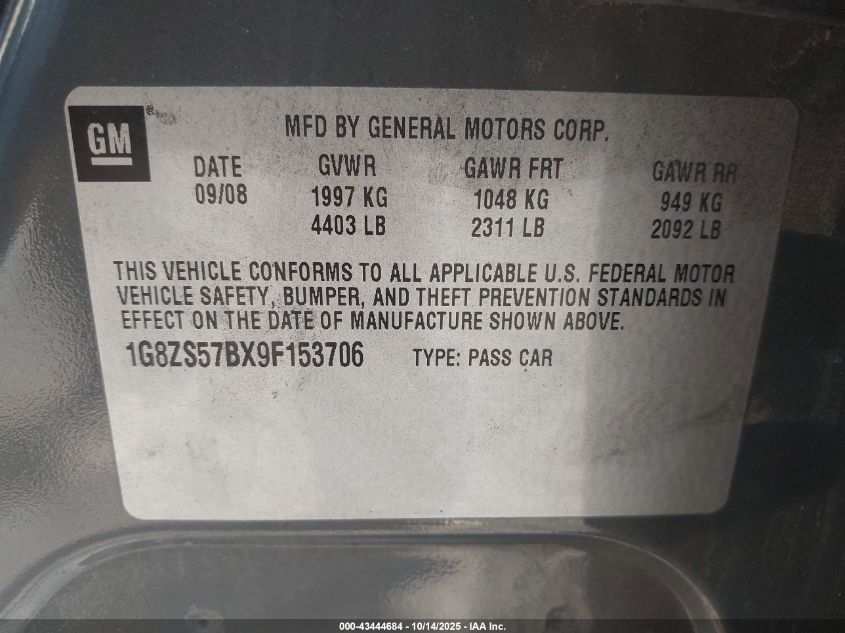 GM®
MFD BY GENERAL MOTORS CORP.
DATE GVWR GAWR FRT GAWR RR
09/08 1997 KG 1048 KG 949 KG
4403 LB 2311 LB 2092 LB
THIS VEHICLE CONFORMS TO ALL APPLICABLE U.S. FEDERAL MOTOR
VEHICLE SAFETY, BUMPER, AND THEFT PREVENTION STANDARDS IN
EFFECT ON THE DATE OF MANUFACTURE SHOWN ABOVE.
1G8ZS57BX9F153706 TYPE: PASS CAR
000-43444684 - 10/14/2025 - IAA Inc.